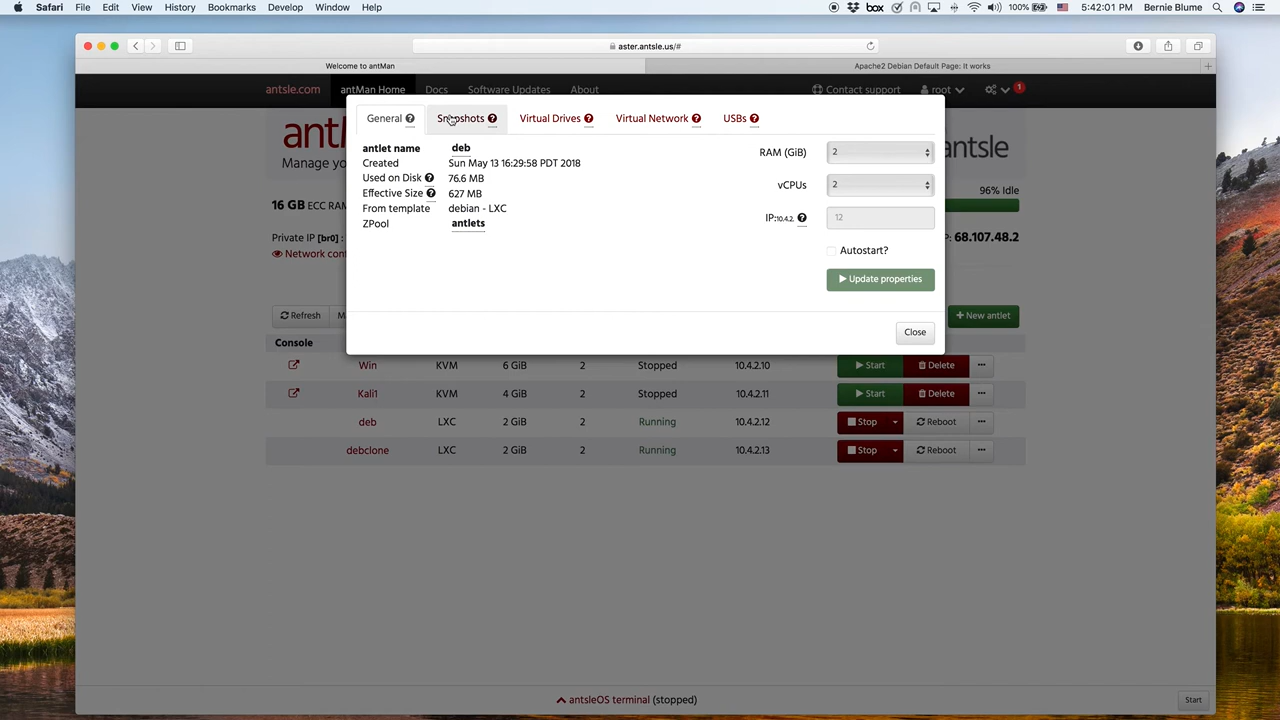 Safari File Edit View History Bookmarks Develop Window Help
box 100% 5:42:01 PM Bernie Blume
aster.antsle.us/#
Welcome to antMan
Apache2 Debian Default Page: It works
antsle.com antMan Home Docs Software Updates About Contact support root 1
General ? Snapshots ? Virtual Drives ? Virtual Network ? USBs ?
ant
antsle
Manage you
antlet name deb
Created Sun May 13 16:29:58 PDT 2018
Used on Disk ? 76.6 MB
Effective Size ? 627 MB
From template debian - LXC
ZPool antlets
RAM (GiB) 2
vCPUs 2
IP:10.4.2. ? 12
Autostart?
Update properties
Close
16 GB ECC RAM
96% Idle
Private IP [br0] :
P: 68.107.48.2
Network conf
Refresh
Ma
+ New antlet
Console
Win KVM 6 GiB 2 Stopped 10.4.2.10 Start Delete ...
Kali1 KVM 4 GiB 2 Stopped 10.4.2.11 Start Delete ...
deb LXC 2 GiB 2 Running 10.4.2.12 Stop Reboot ...
debclone LXC 2 GiB 2 Running 10.4.2.13 Stop Reboot ...
antsleOS terminal (stopped)
Start